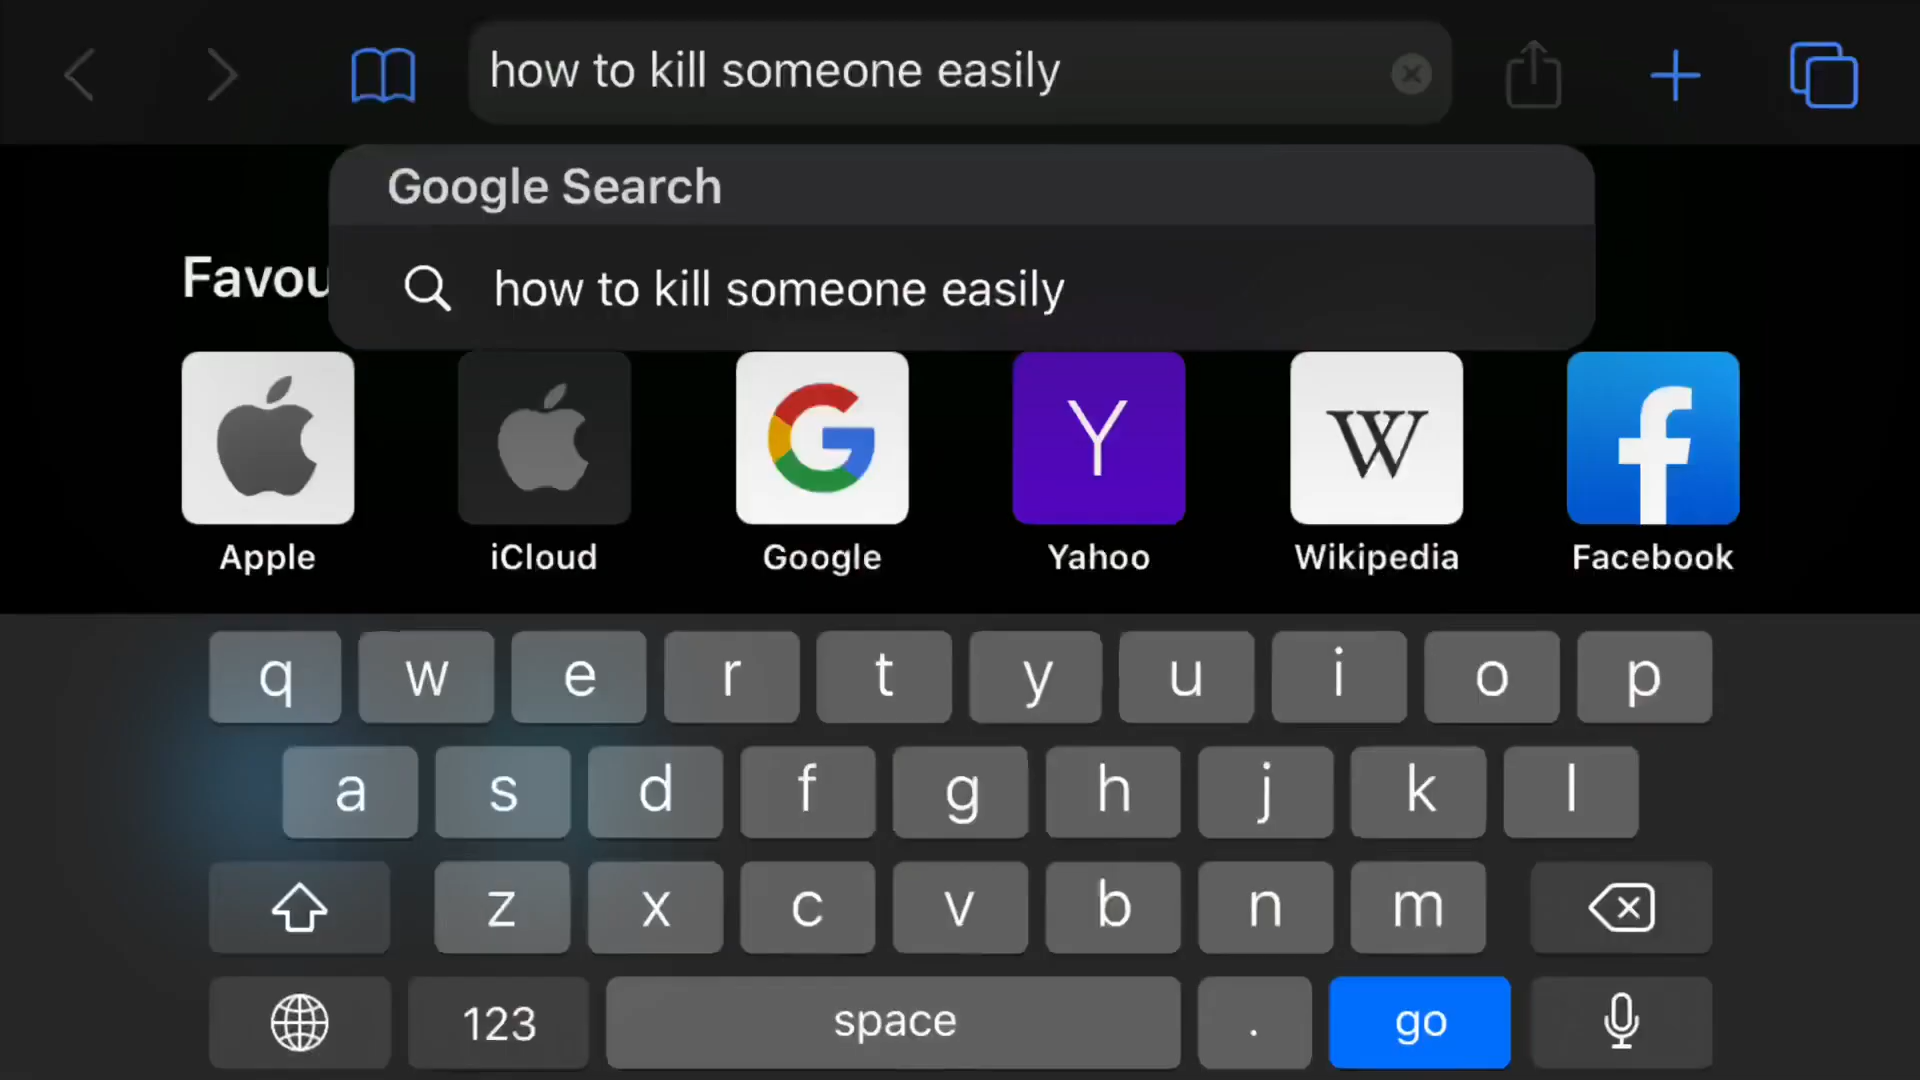 how to kill someone easily
Google Search
how to kill someone easily
Favou
Y
W
Apple iCloud Google Yahoo Wikipedia Facebook
q w e r t y u i o p
a s d f g h j k l
z x c v b n m
123 space . go